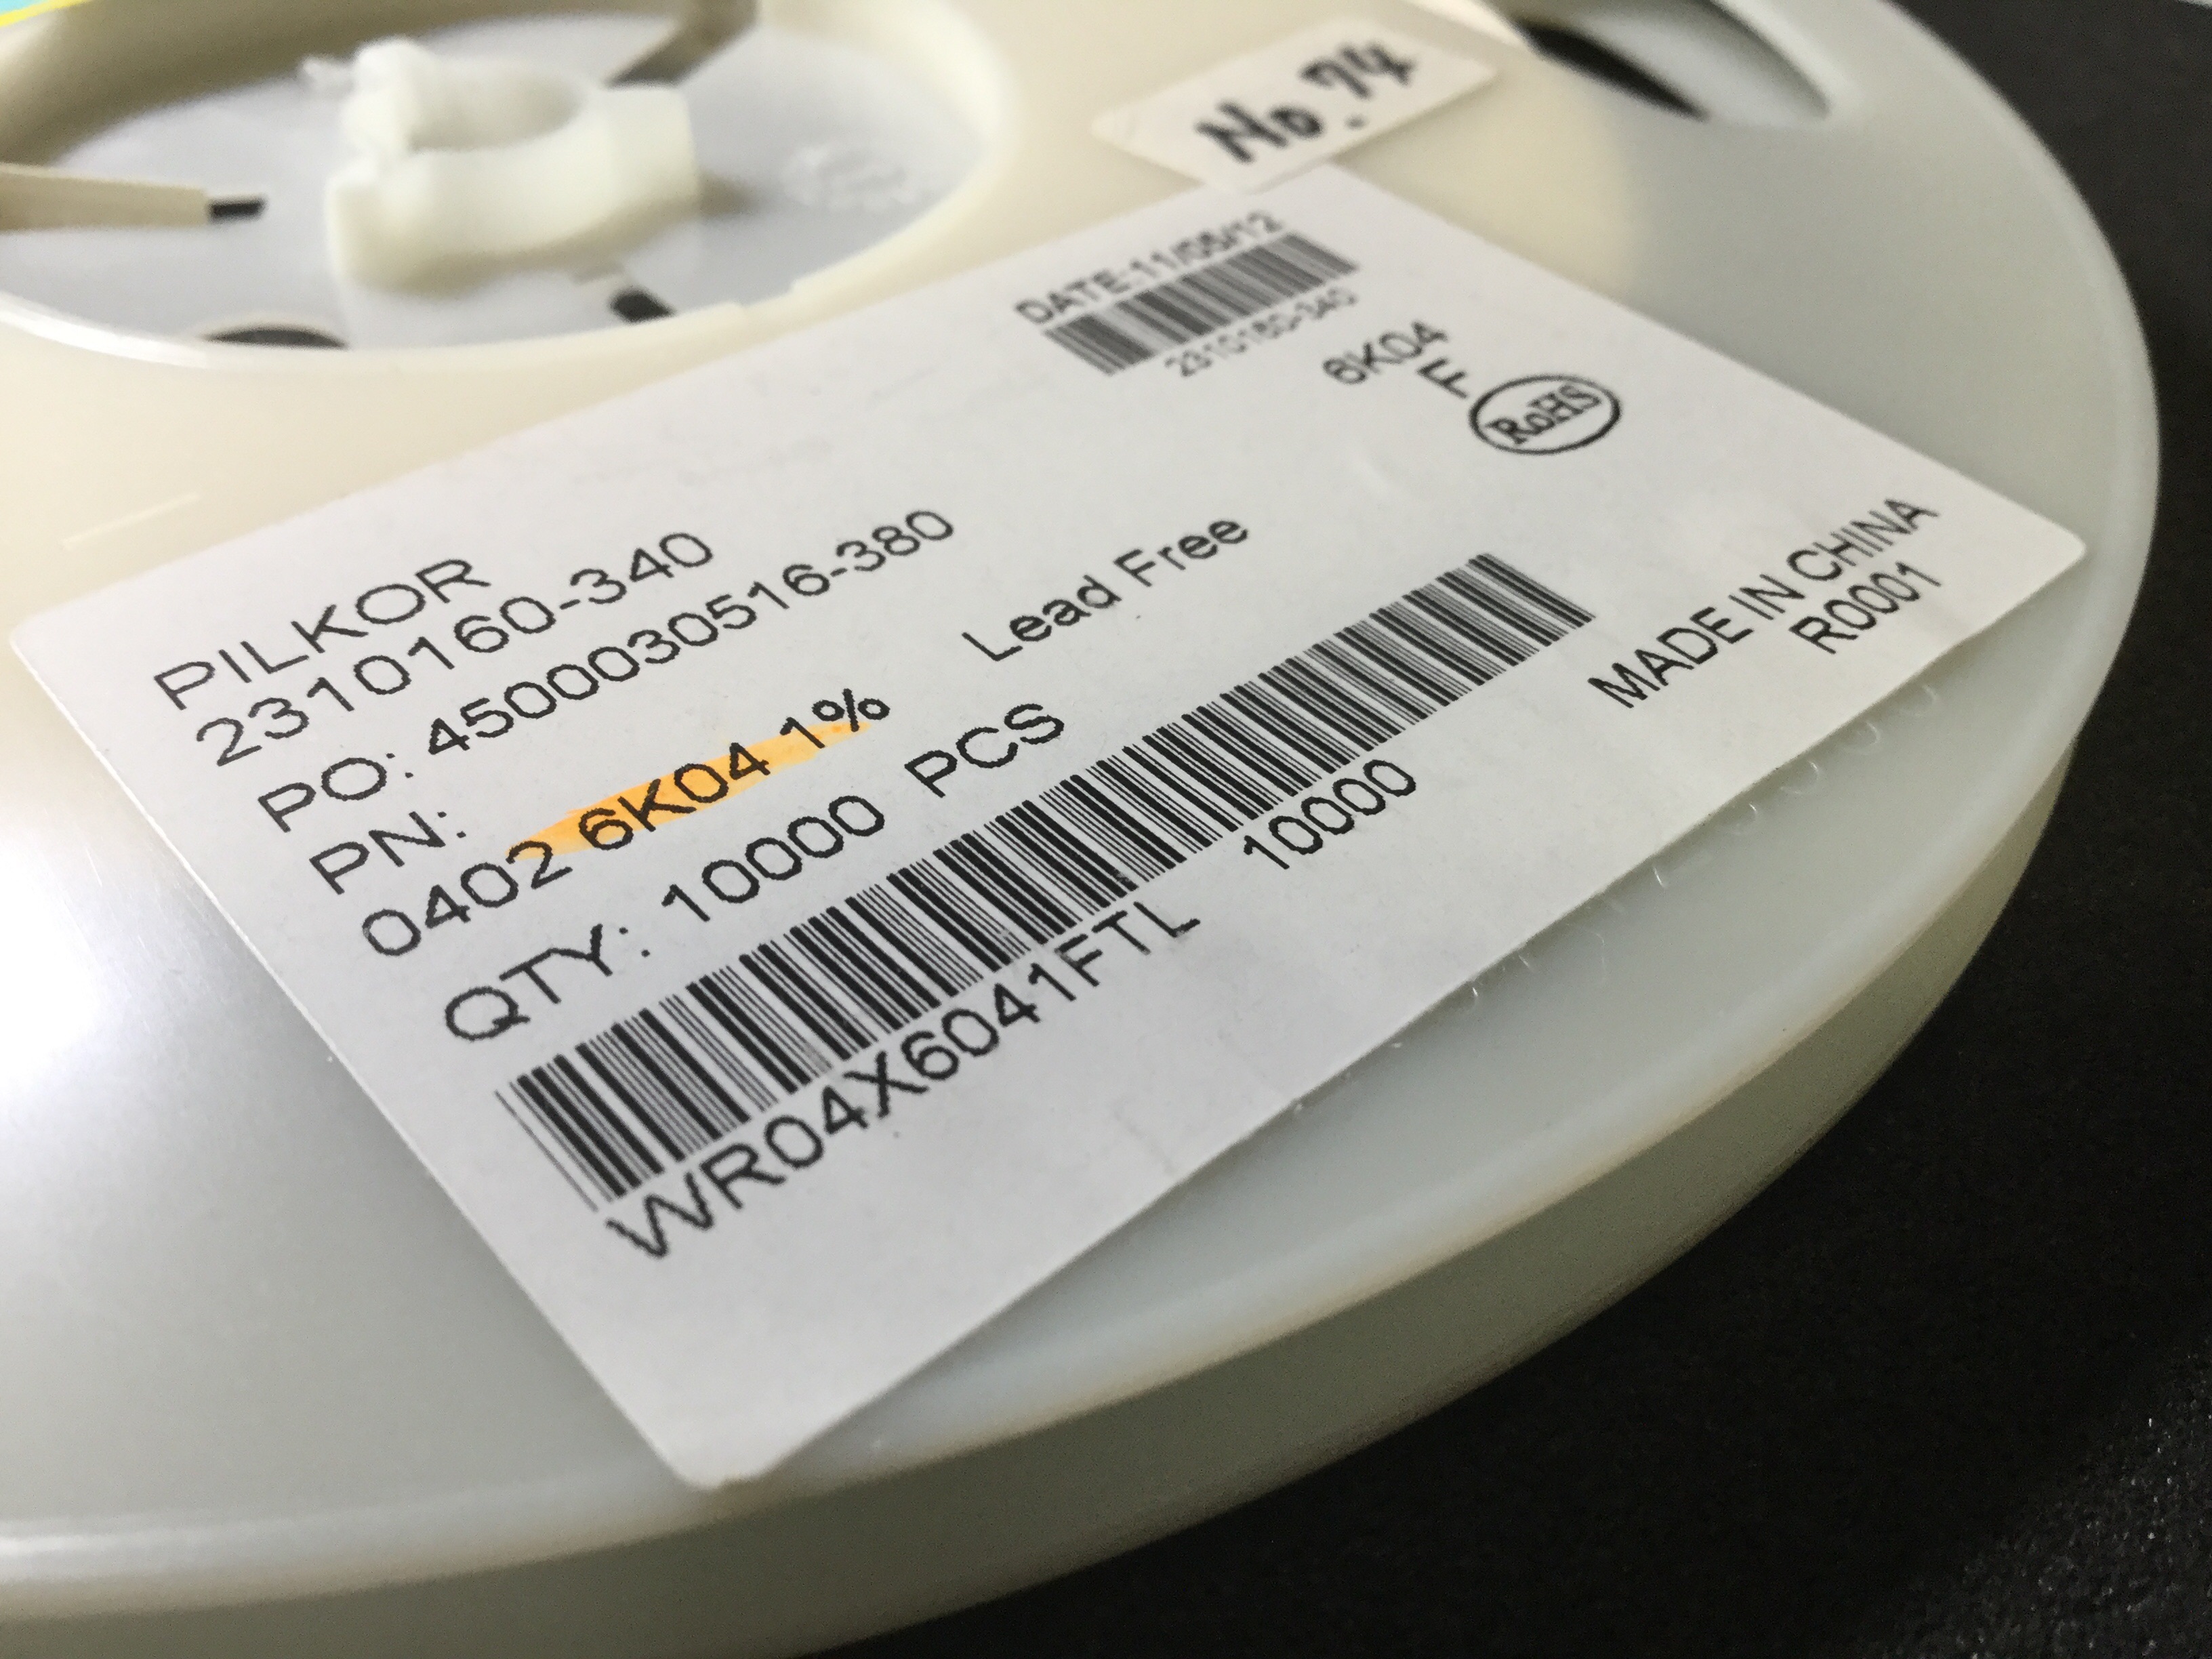 No.74
DATE:11/05/12
2310160-340
6K04
F
RoHS
PILKOR
2310160-340
PO: 4500030516-380
PN:
0402 6K04 1% Lead Free
QTY: 10000 PCS
WR04X6041FTL 10000
MADE IN CHINA
R0001